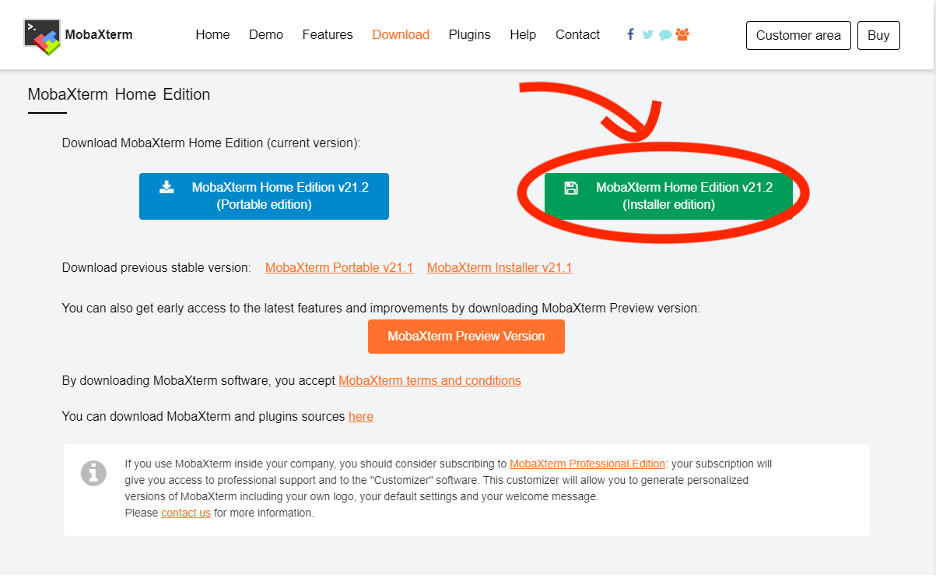 >_ MobaXterm Home Demo Features Download Plugins Help Contact Customer area Buy
MobaXterm Home Edition
Download MobaXterm Home Edition (current version):
MobaXterm Home Edition v21.2
(Portable edition)
MobaXterm Home Edition v21.2
(Installer edition)
Download previous stable version: MobaXterm Portable v21.1 MobaXterm Installer v21.1
You can also get early access to the latest features and improvements by downloading MobaXterm Preview version:
MobaXterm Preview Version
By downloading MobaXterm software, you accept MobaXterm terms and conditions
You can download MobaXterm and plugins sources here
If you use MobaXterm inside your company, you should consider subscribing to MobaXterm Professional Edition: your subscription will
give you access to professional support and to the "Customizer" software. This customizer will allow you to generate personalized
versions of MobaXterm including your own logo, your default settings and your welcome message.
Please contact us for more information.